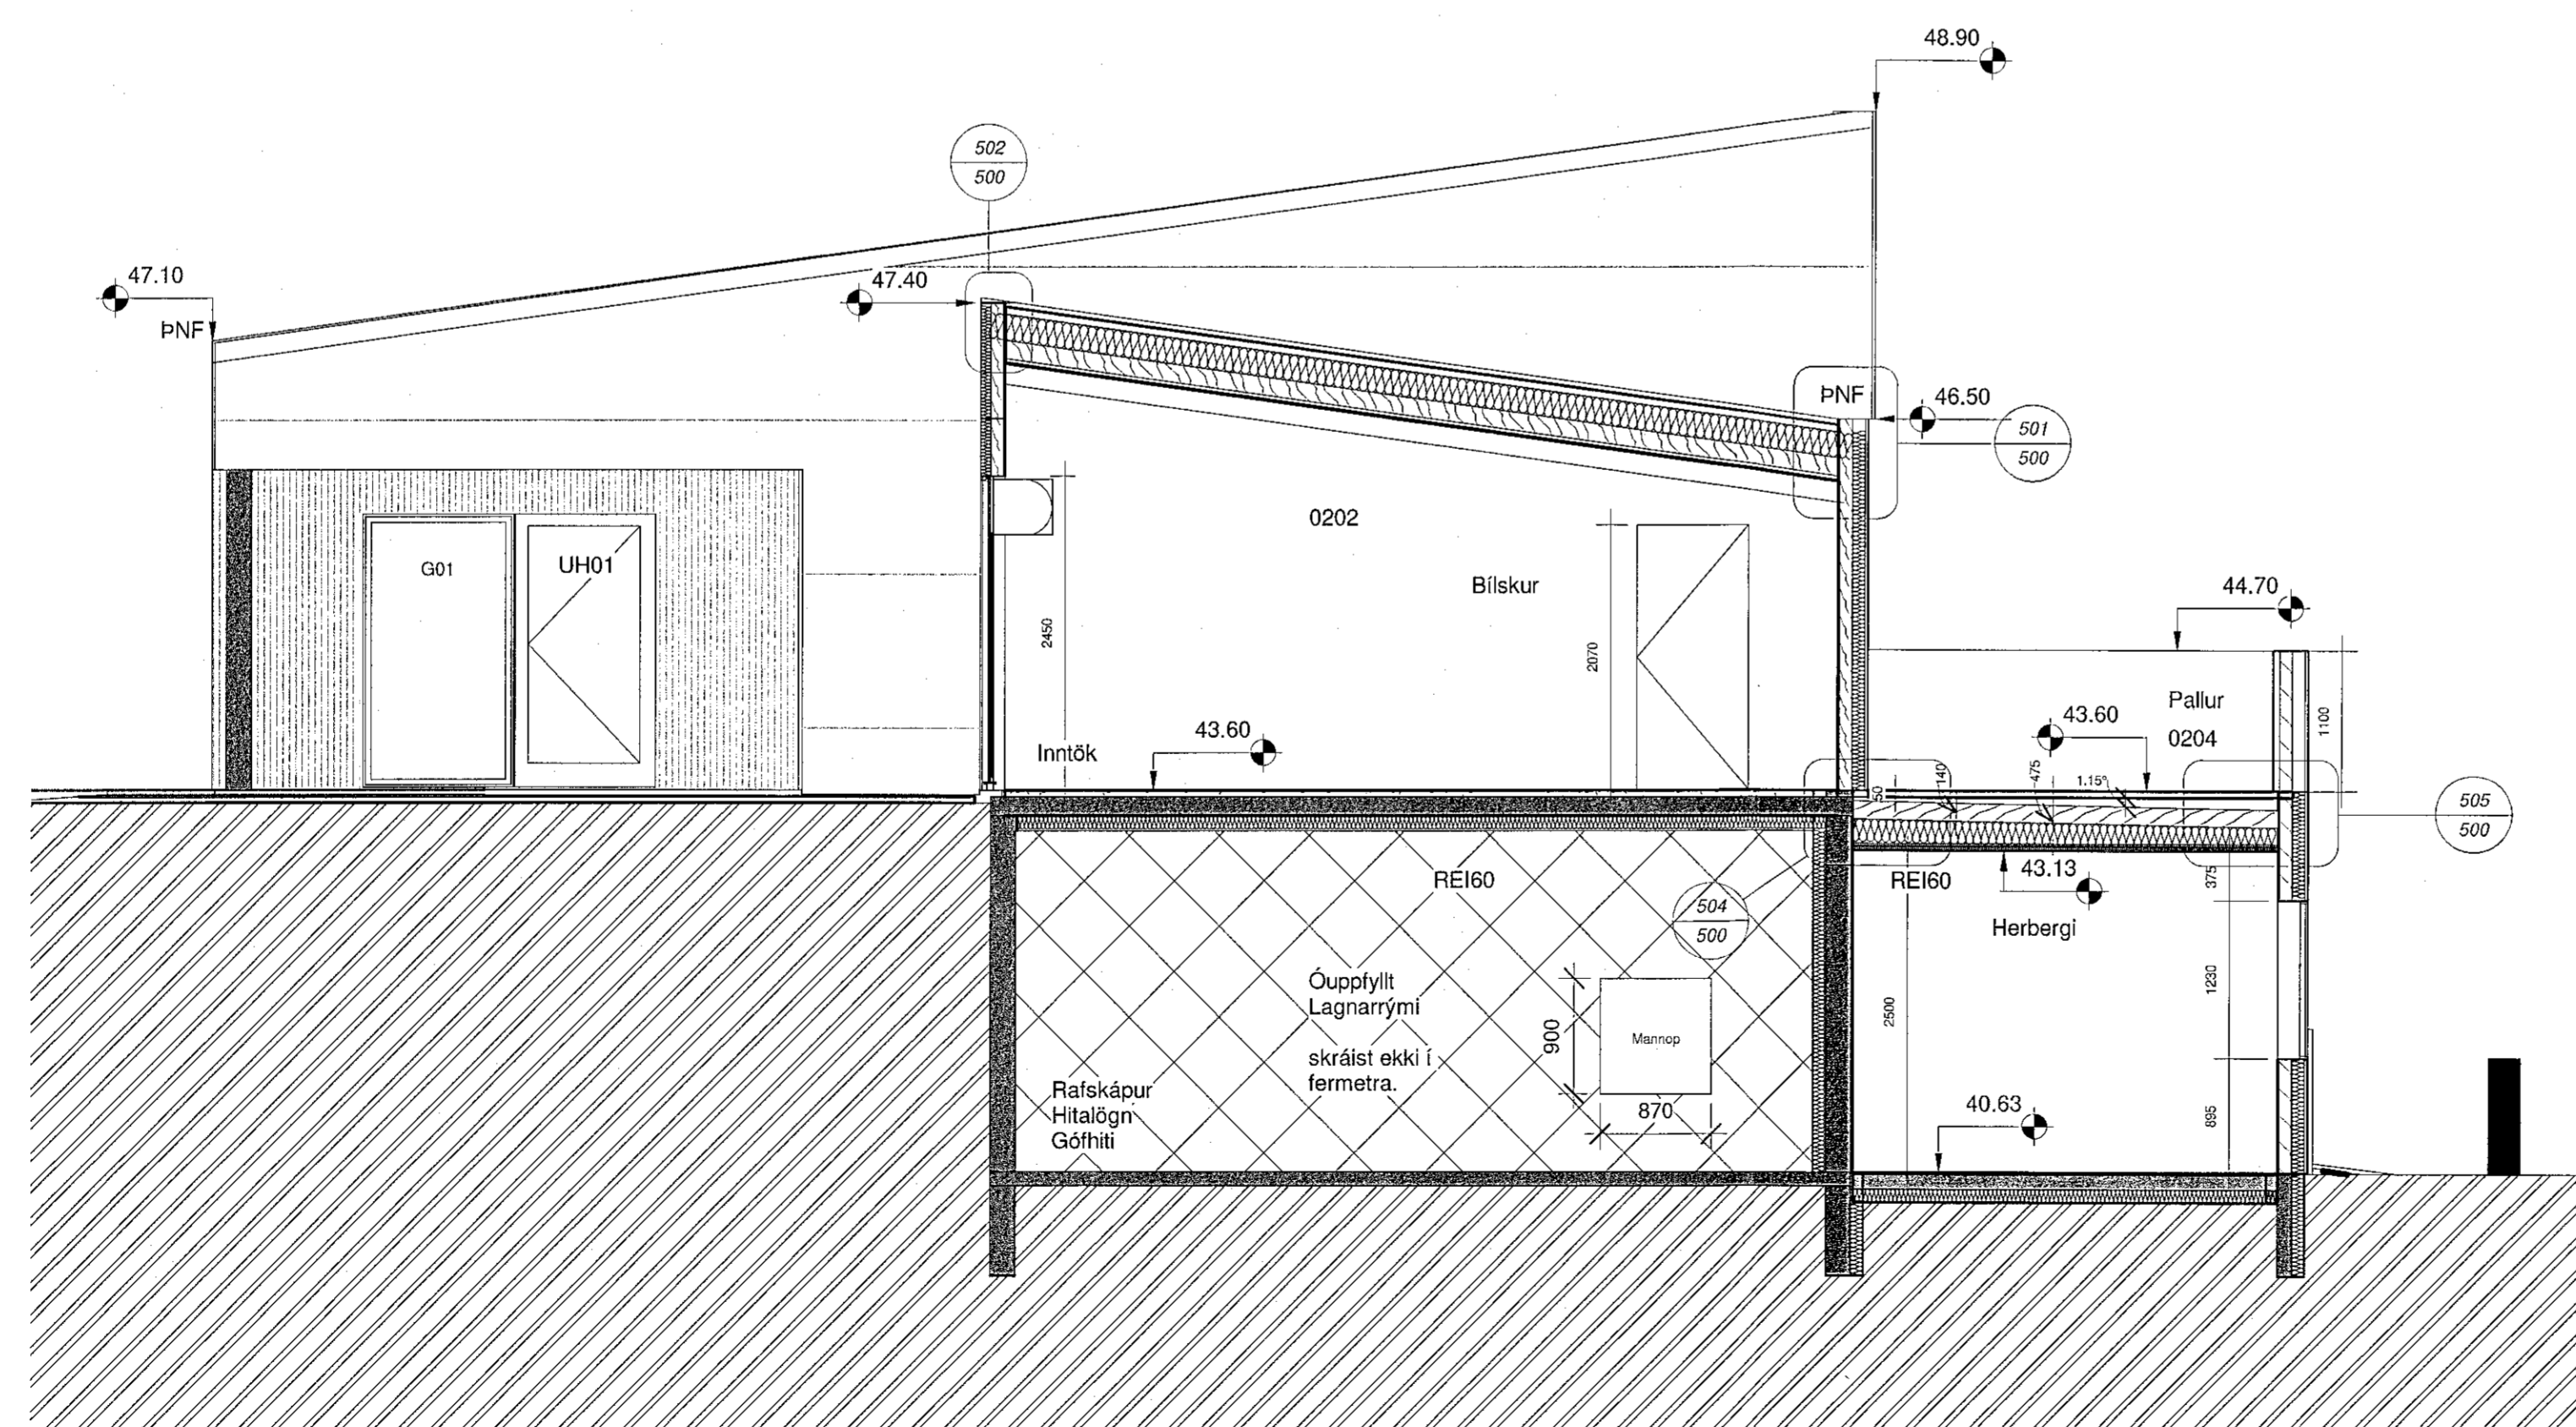 48.90
502
500
47.10
ÞNF
47.40
ÞNF
46.50
501
500
0202
G01
UH01
Bílskur
44.70
2450
2070
Pallur
0204
1100
43.60
43.60
Inntök
50
140
475
1.15°
505
500
REI60
REI60
43.13
375
504
500
Herbergi
Óuppfyllt
Lagnarrými
skráist ekki í
fermetra.
900
Mannop
870
2500
1230
Rafskápur
Hitalögn
Gófhiti
40.63
895